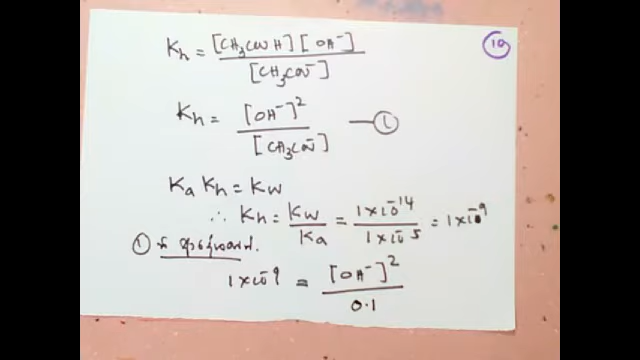 Kh = [CH3COOH][OH-] / [CH3COO-]
10
Kh = [OH-]² / [CH3COO-] —①
Ka Kh = Kw
∴ Kh = Kw / Ka = 1×10⁻¹⁴ / 1×10⁻⁵ = 1×10⁻⁹
①
1×10⁻⁹ = [OH-]² / 0.1